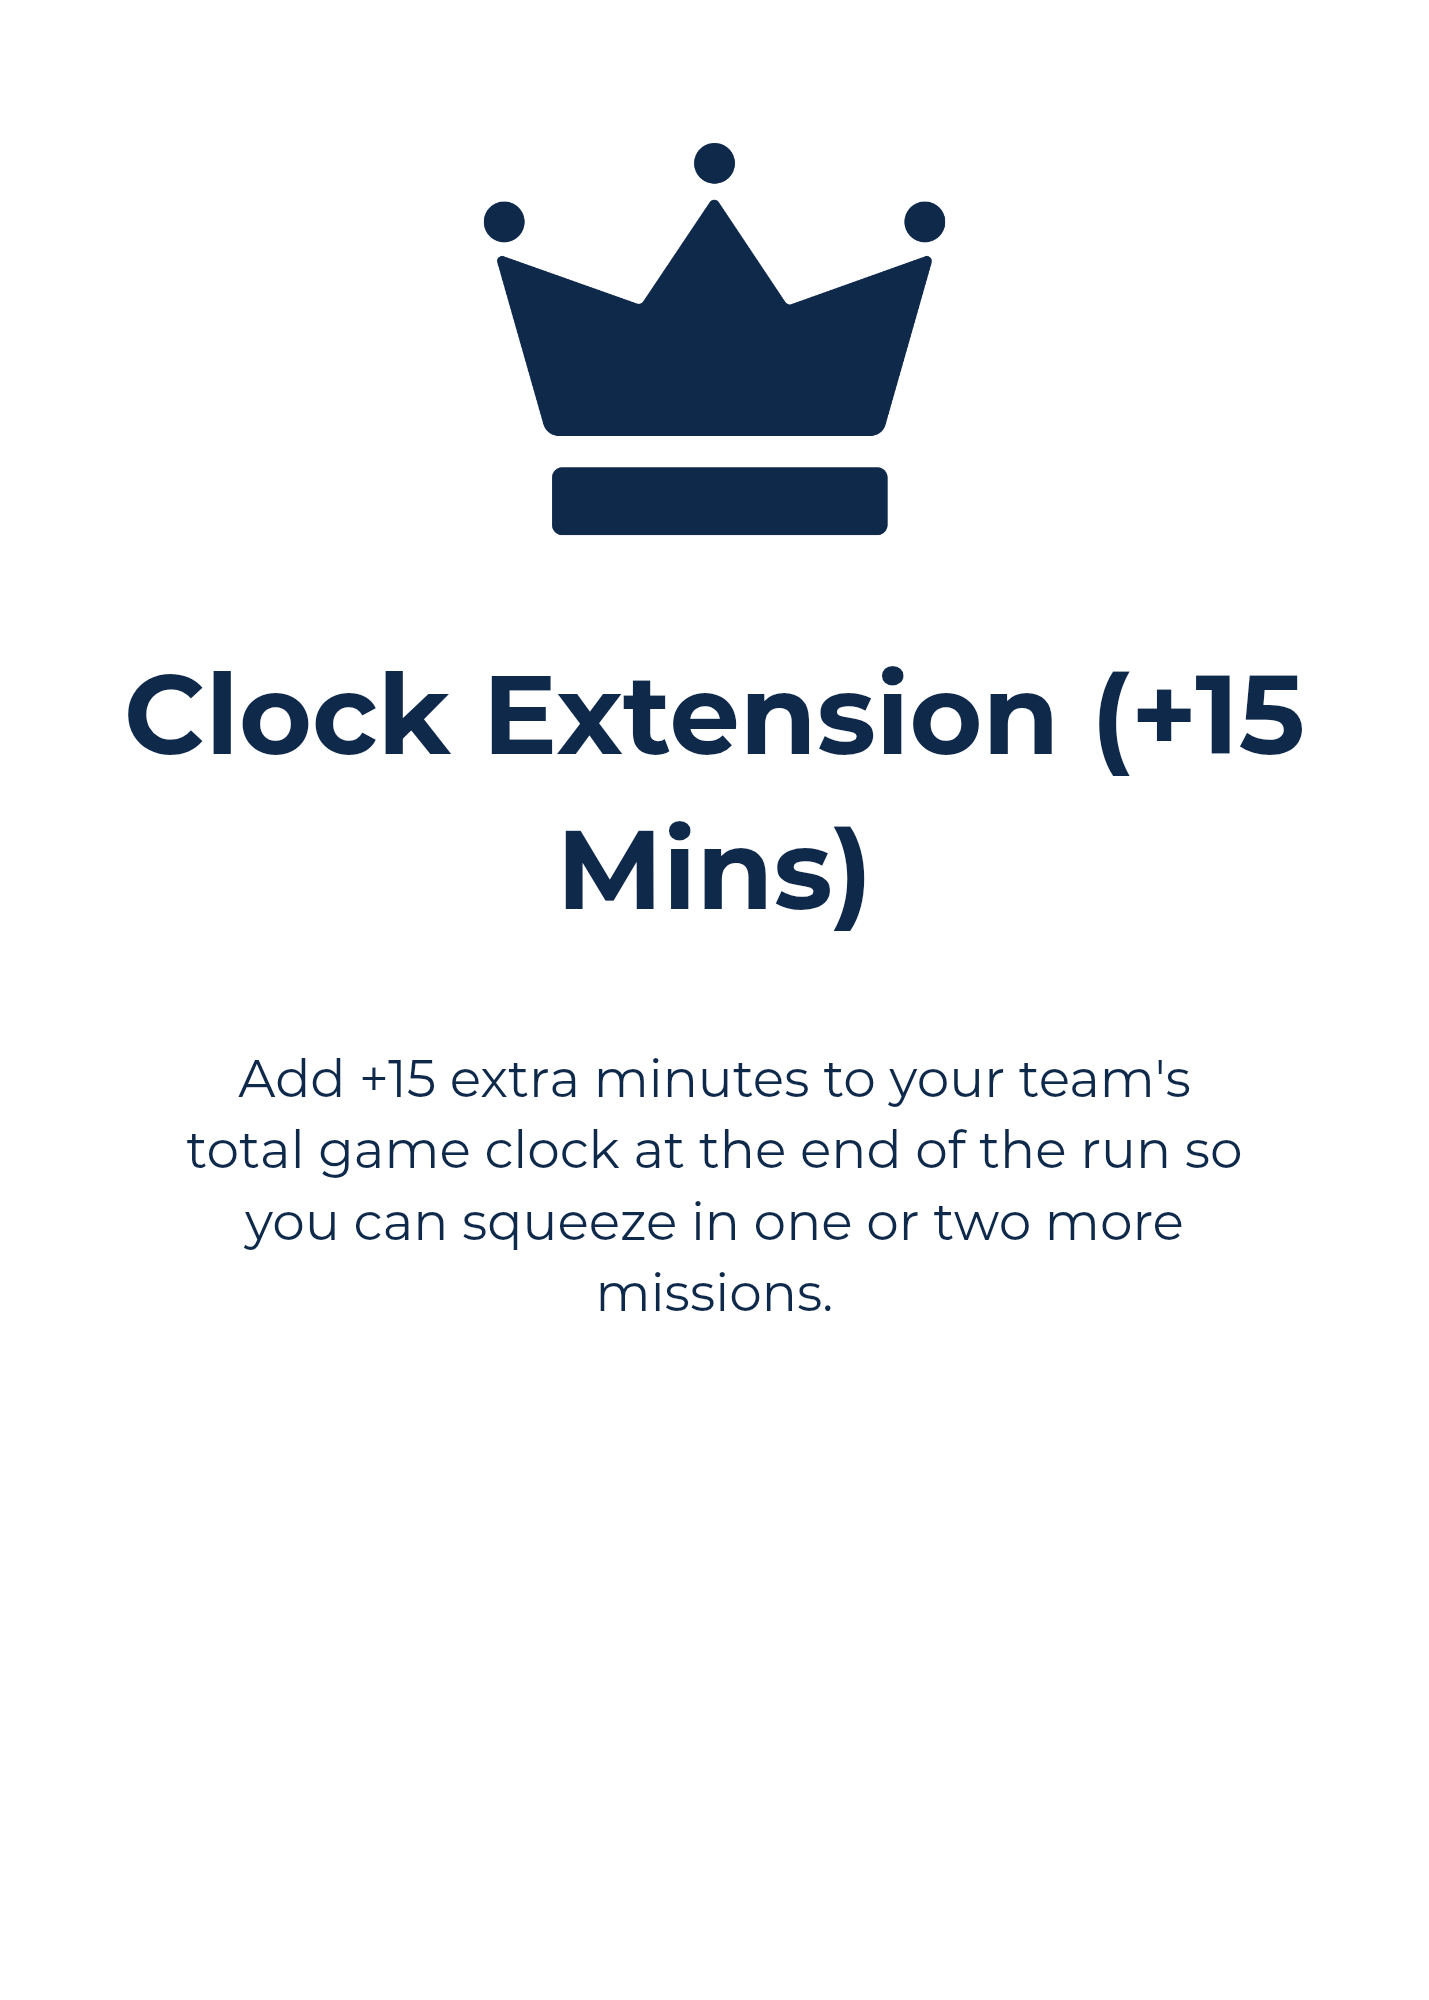 Clock Extension (+15
Mins)
Add +15 extra minutes to your team's
total game clock at the end of the run so
you can squeeze in one or two more
missions.